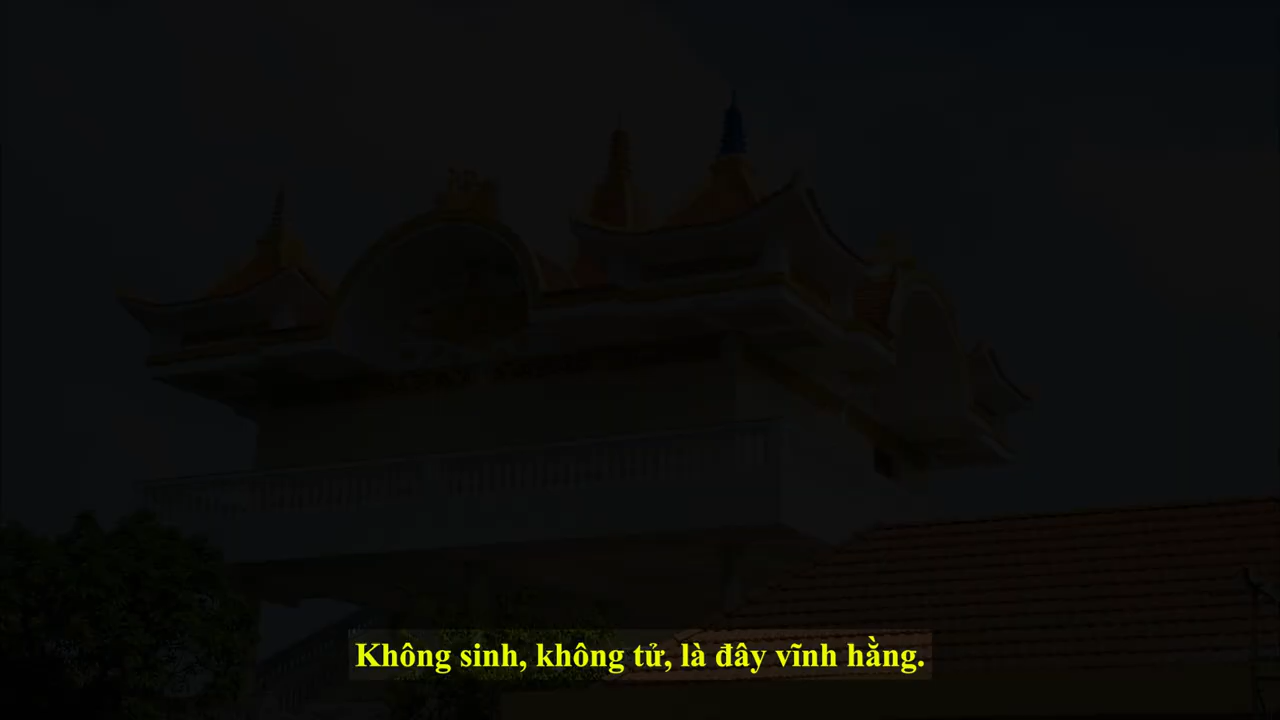 Không sinh, không tử, là đây vĩnh hằng.